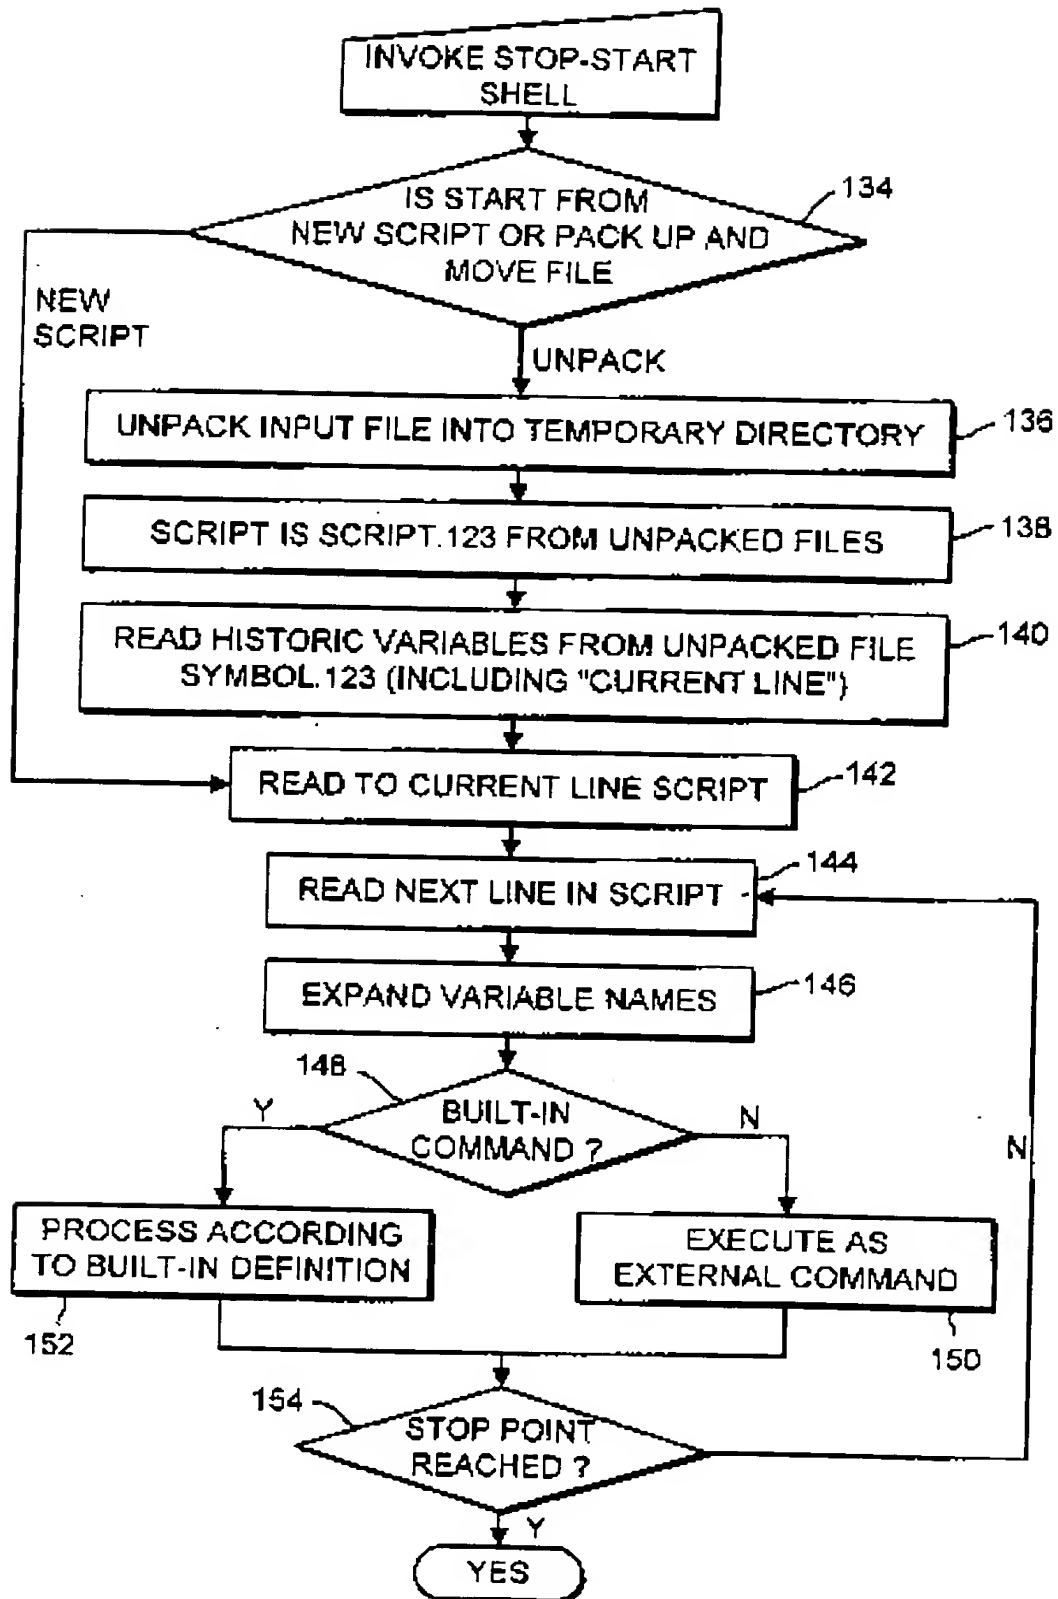 INVOKE STOP-START
SHELL
IS START FROM
NEW SCRIPT OR PACK UP AND
MOVE FILE
134
NEW
SCRIPT
UNPACK
UNPACK INPUT FILE INTO TEMPORARY DIRECTORY
136
SCRIPT IS SCRIPT.123 FROM UNPACKED FILES
138
READ HISTORIC VARIABLES FROM UNPACKED FILE
SYMBOL.123 (INCLUDING "CURRENT LINE")
140
READ TO CURRENT LINE SCRIPT
142
READ NEXT LINE IN SCRIPT
144
EXPAND VARIABLE NAMES
146
148
BUILT-IN
COMMAND ?
Y
N
N
PROCESS ACCORDING
TO BUILT-IN DEFINITION
152
EXECUTE AS
EXTERNAL COMMAND
150
154
STOP POINT
REACHED ?
Y
YES